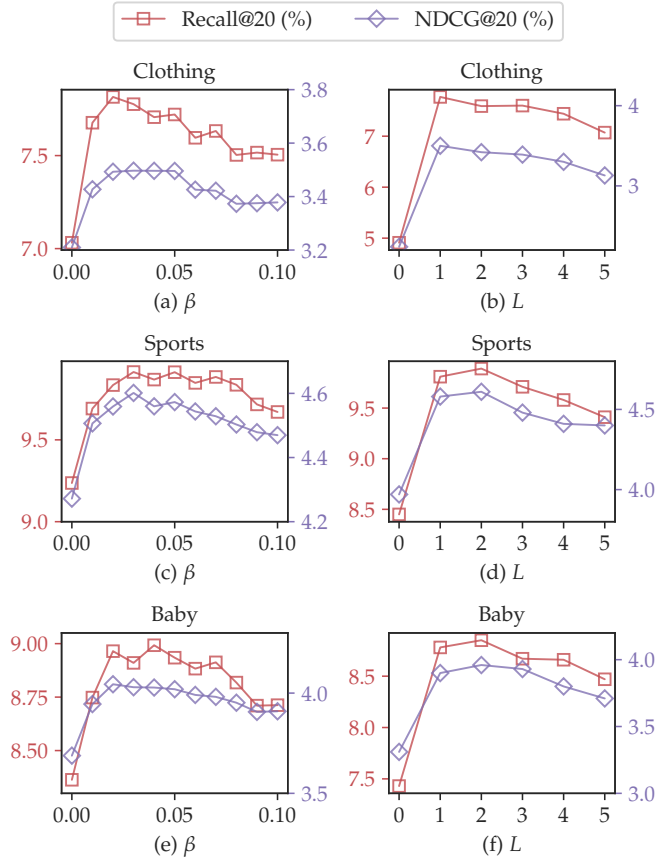 Recall@20 (%) NDCG@20 (%)
Clothing Clothing
7.5
7.0
3.8
3.6
3.4
3.2
0.00 0.05 0.10
(a) β
7
6
5
4
3
0 1 2 3 4 5
(b) L
Sports Sports
9.5
9.0
4.6
4.4
4.2
0.00 0.05 0.10
(c) β
9.5
9.0
8.5
4.5
4.0
0 1 2 3 4 5
(d) L
Baby Baby
9.00
8.75
8.50
4.0
3.5
0.00 0.05 0.10
(e) β
8.5
8.0
7.5
4.0
3.5
3.0
0 1 2 3 4 5
(f) L